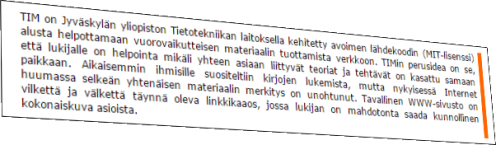 TIM on Jyväskylän yliopiston Tietotekniikan laitoksella kehitetty avoimen lähdekoodin (MIT-lisenssi)
alusta helpottamaan vuorovaikutteisen materiaalin tuottamista verkkoon. TIMin perusidea on se,
että lukijalle on helpointa mikäli yhteen asiaan liittyvät teoriat ja tehtävät on kasattu samaan
paikkaan. Aikaisemmin ihmisille suositeltiin kirjojen lukemista, mutta nykyisessä Internet
huumassa selkeän yhtenäisen materiaalin merkitys on unohtunut. Tavallinen WWW-sivusto on
vilkettä ja välkettä täynnä oleva linkkikaaos, jossa lukijan on mahdotonta saada kunnollinen
kokonaiskuva asioista.